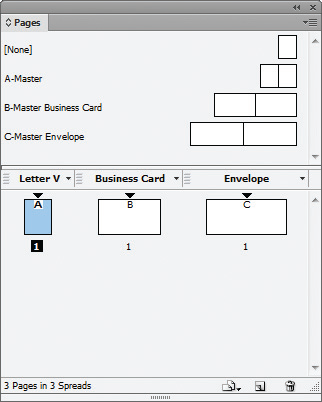 Pages
[None]
A-Master
B-Master Business Card
C-Master Envelope
Letter V Business Card Envelope
A B C
1 1 1
3 Pages in 3 Spreads